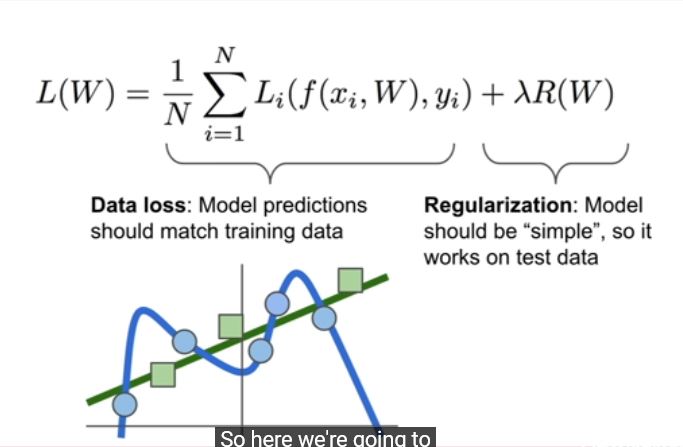 L(W) = \frac{1}{N} \sum_{i=1}^{N} L_i(f(x_i, W), y_i) + λR(W)
Data loss: Model predictions
should match training data
Regularization: Model
should be “simple”, so it
works on test data
So here we're going to